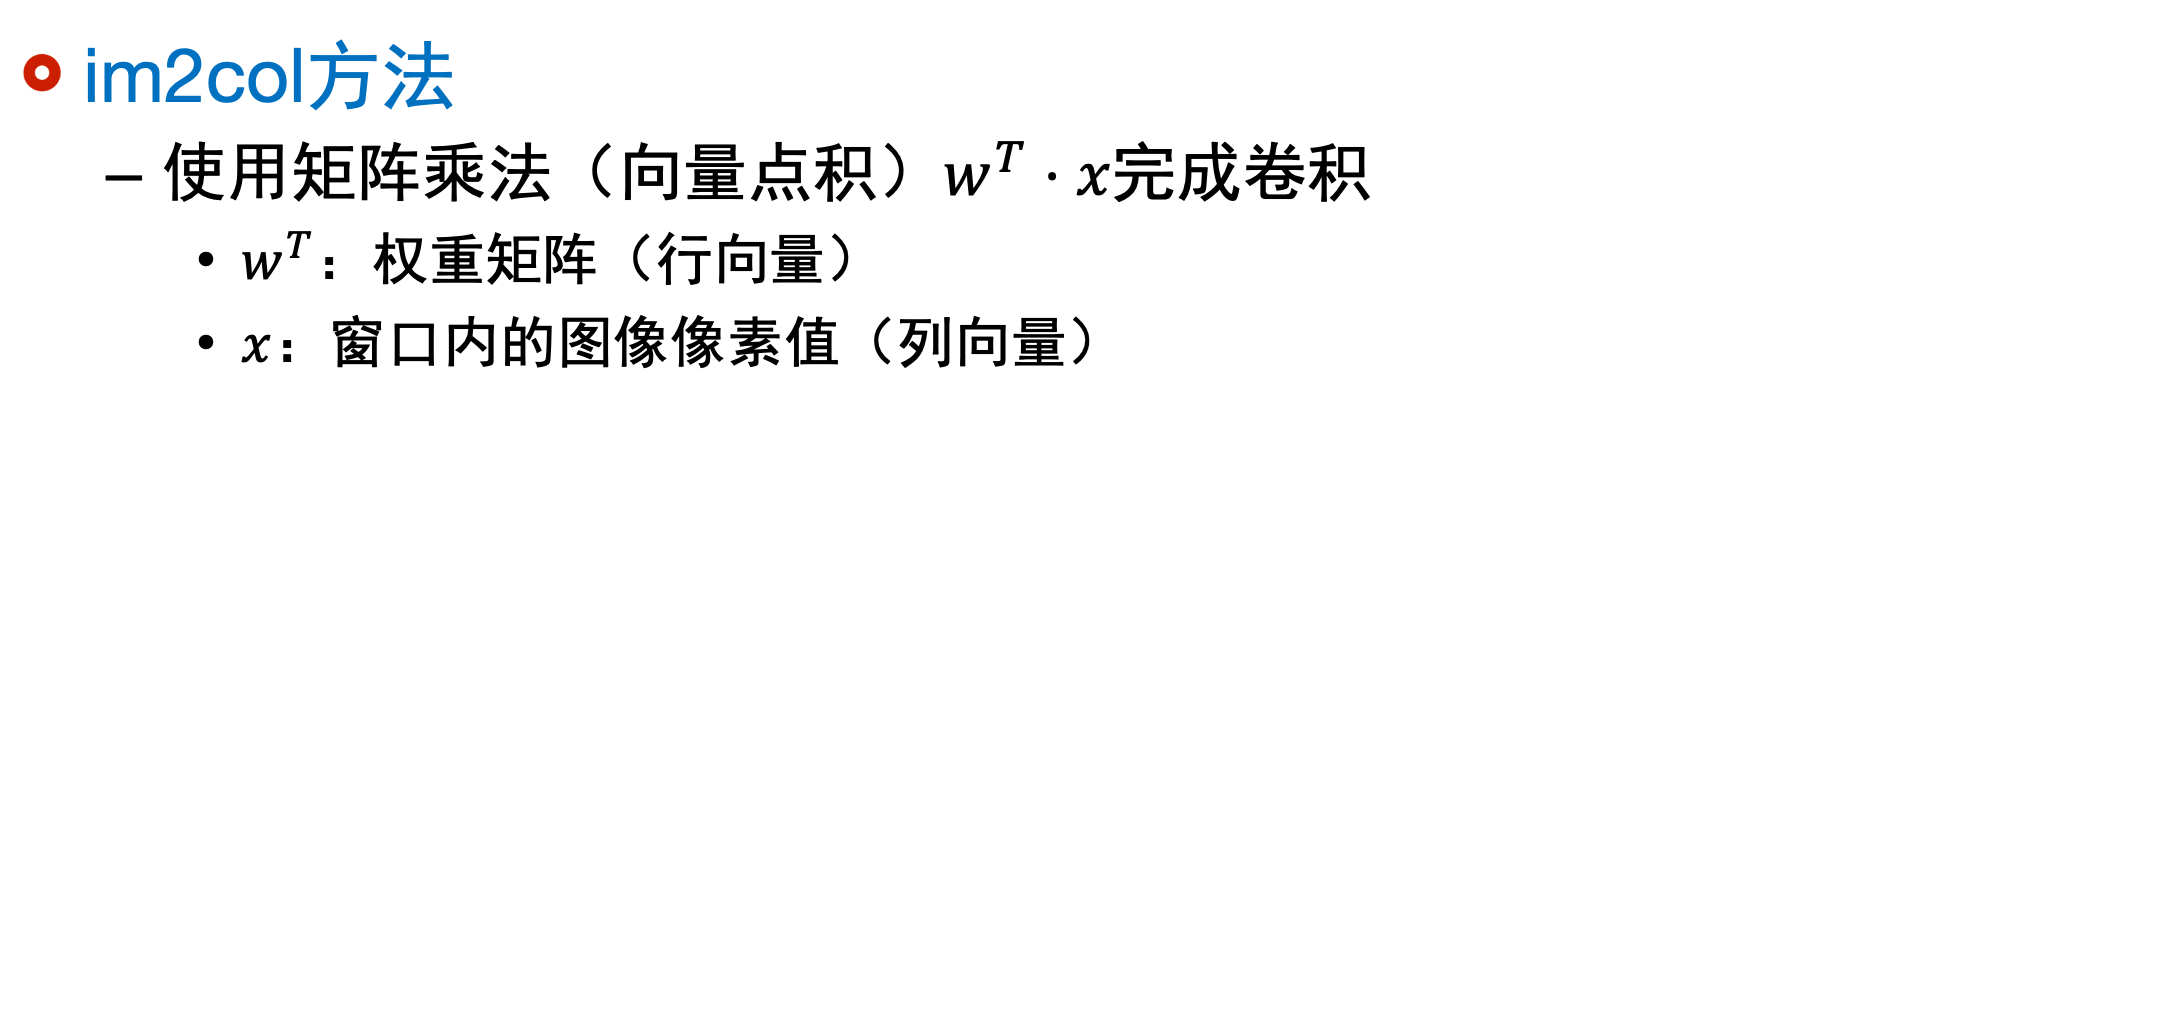 im2col方法
– 使用矩阵乘法（向量点积）w^T · x完成卷积
• w^T：权重矩阵（行向量）
• x：窗口内的图像像素值（列向量）